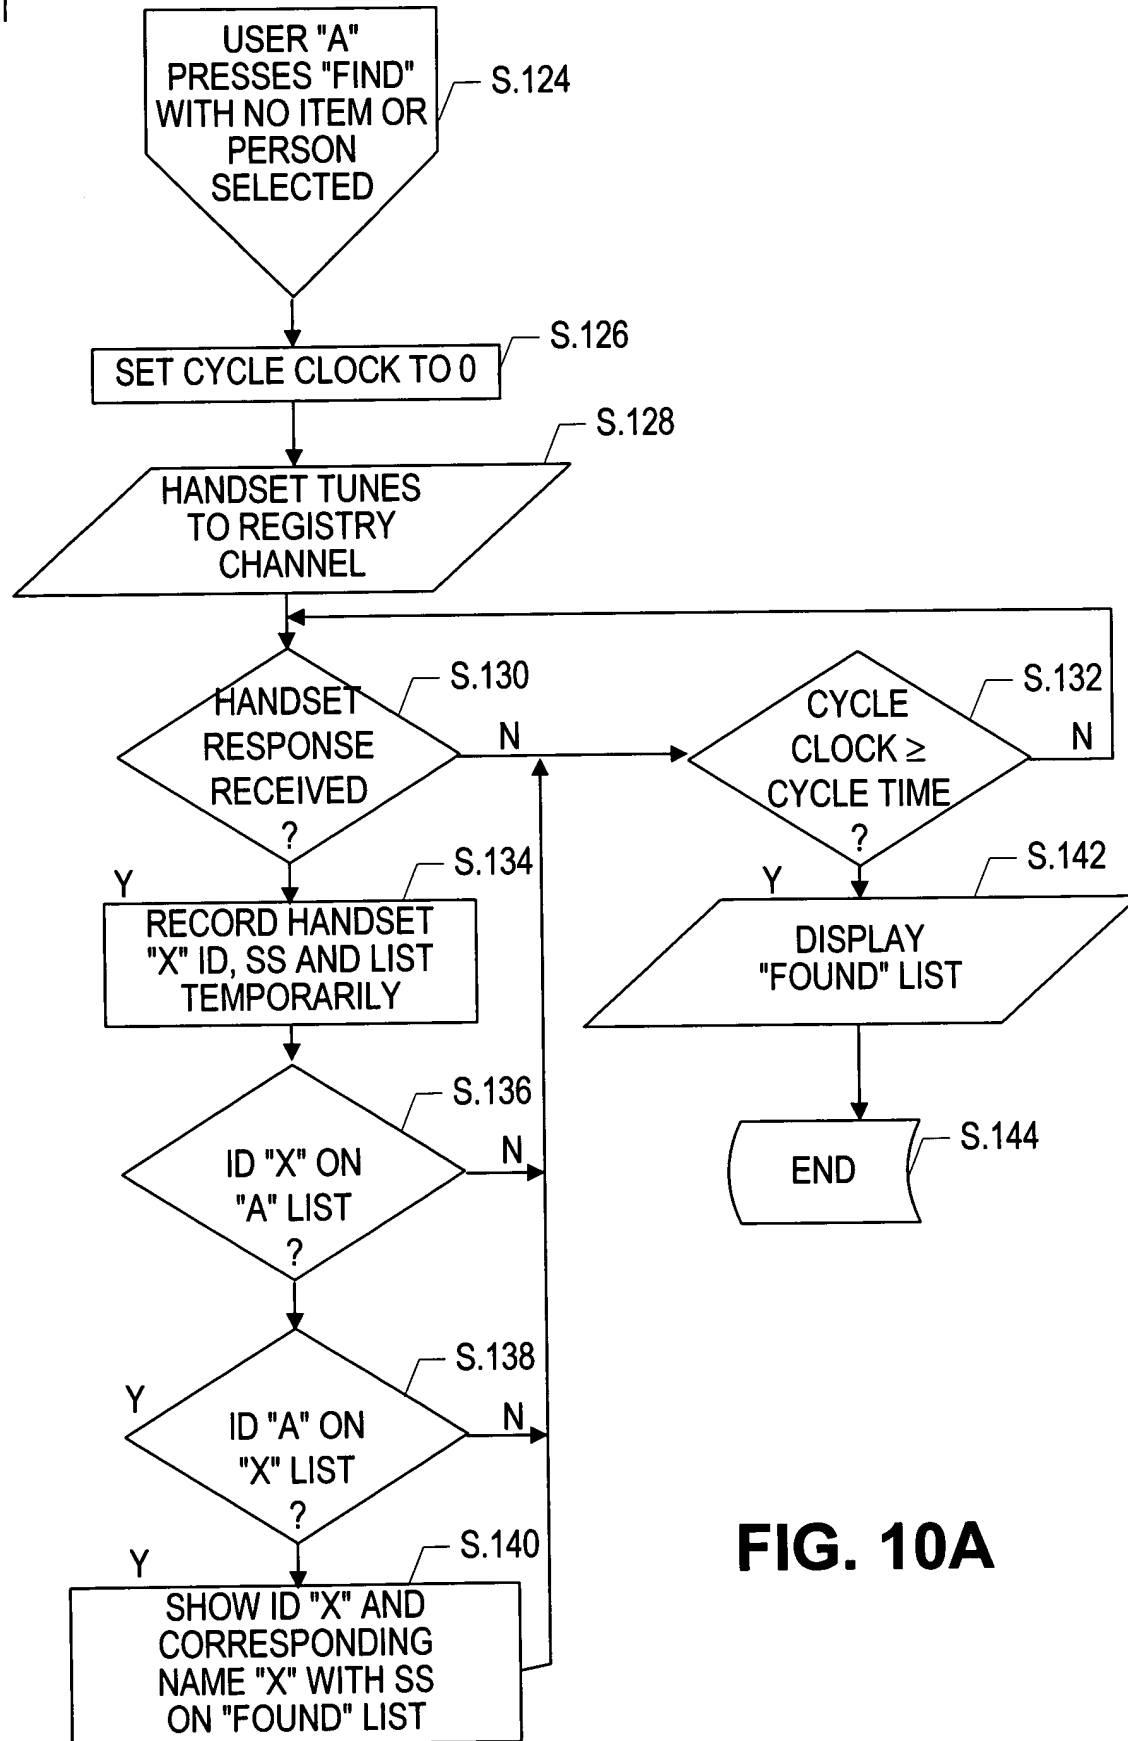 USER "A"
PRESSES "FIND"
WITH NO ITEM OR
PERSON
SELECTED
S.124
S.126
SET CYCLE CLOCK TO 0
S.128
HANDSET TUNES
TO REGISTRY
CHANNEL
S.130
HANDSET
RESPONSE
RECEIVED
?
N
S.132
CYCLE
CLOCK ≥
CYCLE TIME
?
N
Y
S.134
RECORD HANDSET
"X" ID, SS AND LIST
TEMPORARILY
Y
S.142
DISPLAY
"FOUND" LIST
S.136
ID "X" ON
"A" LIST
?
N
S.144
END
Y
S.138
ID "A" ON
"X" LIST
?
N
Y
S.140
SHOW ID "X" AND
CORRESPONDING
NAME "X" WITH SS
ON "FOUND" LIST
FIG. 10A